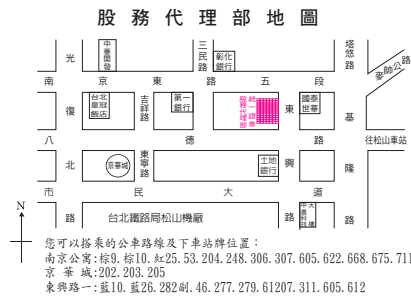 股務代理部地圖
中華開發
三民路
彰化銀行
塔悠路
麥帥公路
光復北路
南京東路五段
台北皇冠飯店
吉祥路
第一銀行
統一證券
股務代理部
東興路
國泰世華
基隆路
八德路
往松山車站
京華城
東寧路
土地銀行
市民大道
台北鐵路局松山機廠
N
您可以搭乘的公車路線及下車站牌位置：
南京公寓:棕9.棕10.紅25.53.204.248.306.307.605.622.668.675.711
京 華 城:202.203.205
東興路一:藍10.藍26.282副.46.277.279.61207.311.605.612